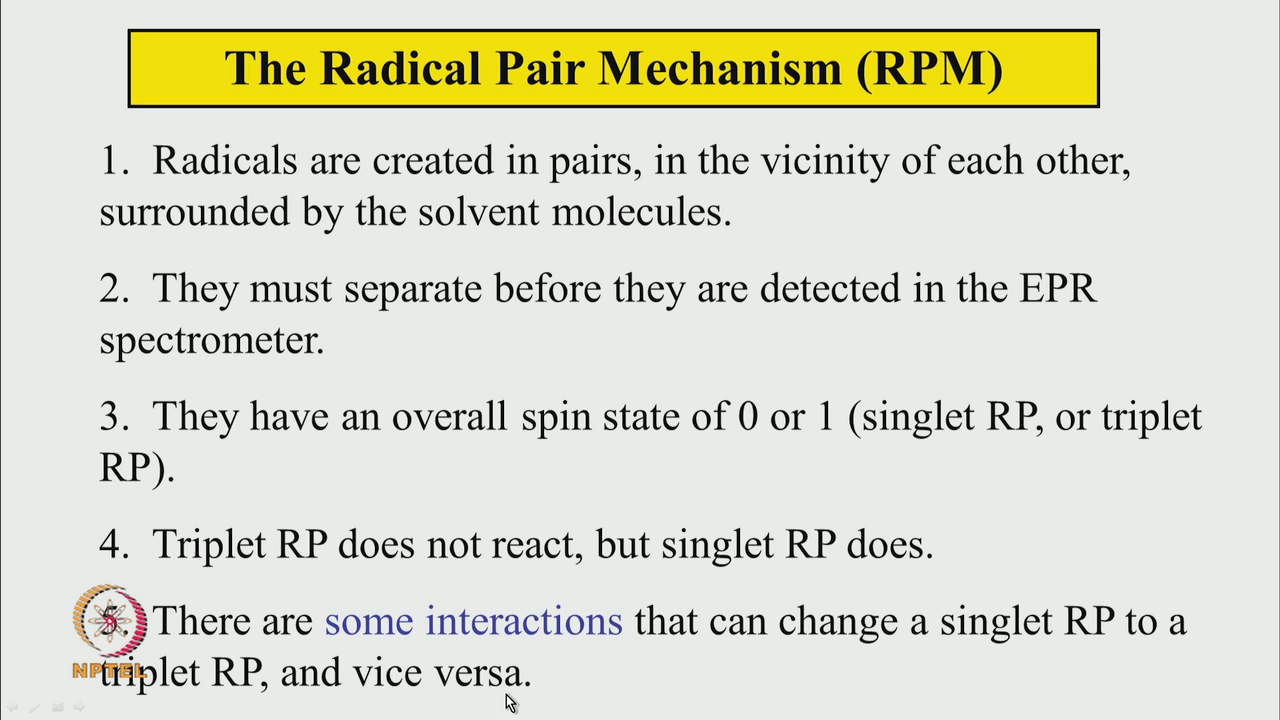 The Radical Pair Mechanism (RPM)
1. Radicals are created in pairs, in the vicinity of each other,
surrounded by the solvent molecules.
2. They must separate before they are detected in the EPR
spectrometer.
3. They have an overall spin state of 0 or 1 (singlet RP, or triplet
RP).
4. Triplet RP does not react, but singlet RP does.
5. There are some interactions that can change a singlet RP to a
triplet RP, and vice versa.
NPTEL